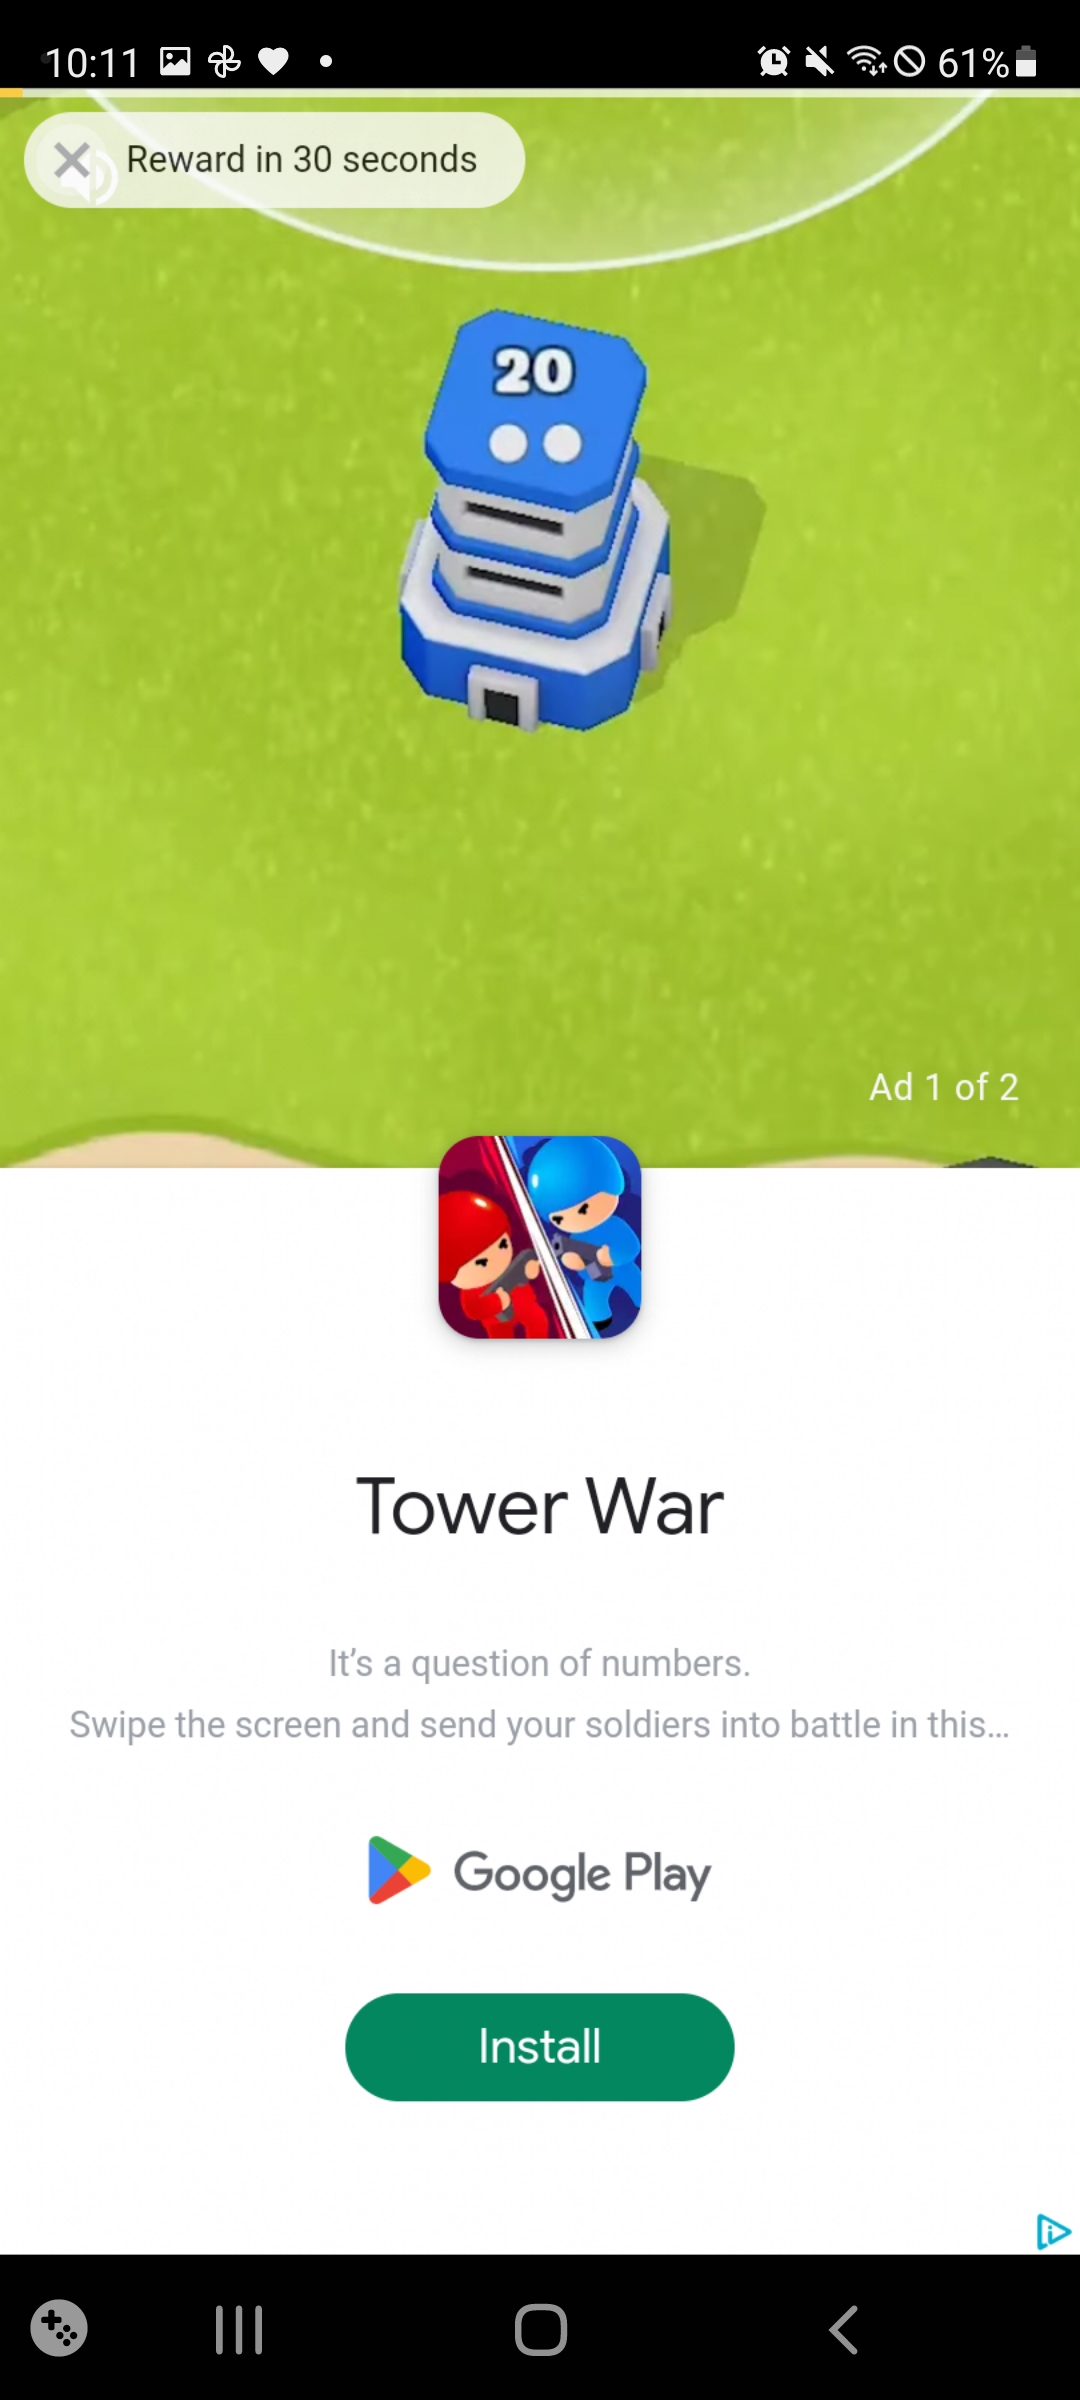 10:11
61%
Reward in 30 seconds
20
Ad 1 of 2
Tower War
It’s a question of numbers.
Swipe the screen and send your soldiers into battle in this…
Google Play
Install